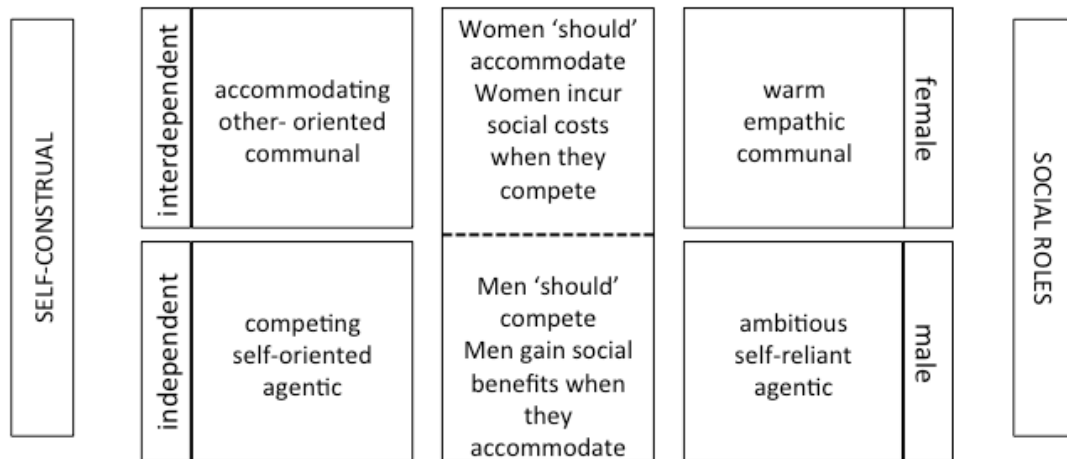 SELF-CONSTRUAL
interdependent
accommodating
other- oriented
communal
Women ‘should’
accommodate
Women incur
social costs
when they
compete
warm
empathic
communal
female
independent
competing
self-oriented
agentic
Men ‘should’
compete
Men gain social
benefits when
they
accommodate
ambitious
self-reliant
agentic
male
SOCIAL ROLES